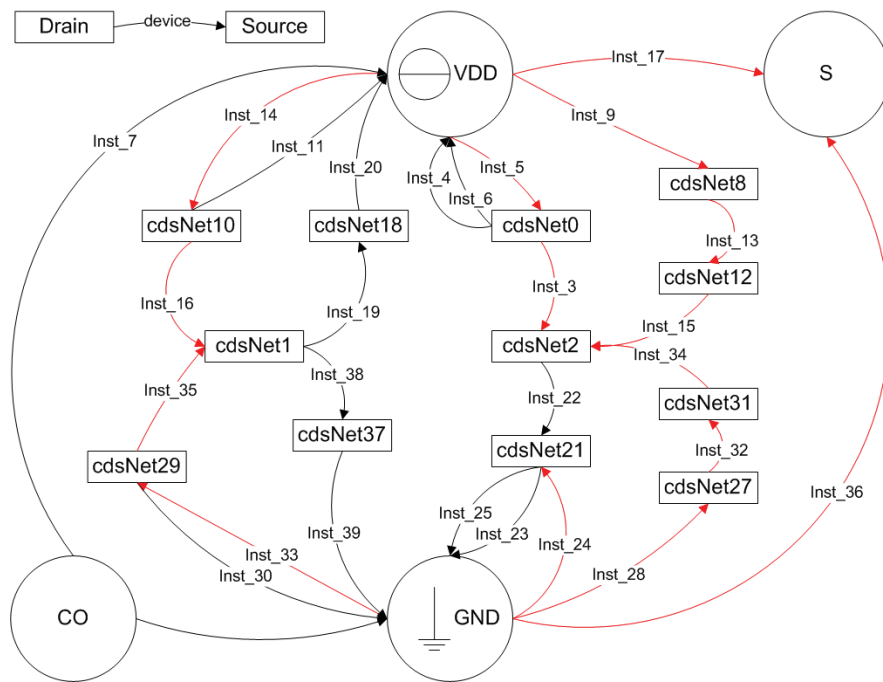 Drain
device
Source
VDD
S
Inst_17
Inst_14
Inst_9
Inst_7
Inst_11
Inst_5
Inst_20
Inst_4
Inst_6
cdsNet8
cdsNet10
cdsNet18
cdsNet0
Inst_13
cdsNet12
Inst_3
Inst_16
Inst_19
Inst_15
cdsNet1
cdsNet2
Inst_34
Inst_38
Inst_35
Inst_22
cdsNet31
cdsNet37
cdsNet21
Inst_32
cdsNet29
cdsNet27
Inst_36
Inst_25
Inst_23
Inst_39
Inst_24
Inst_33
Inst_28
Inst_30
CO
GND